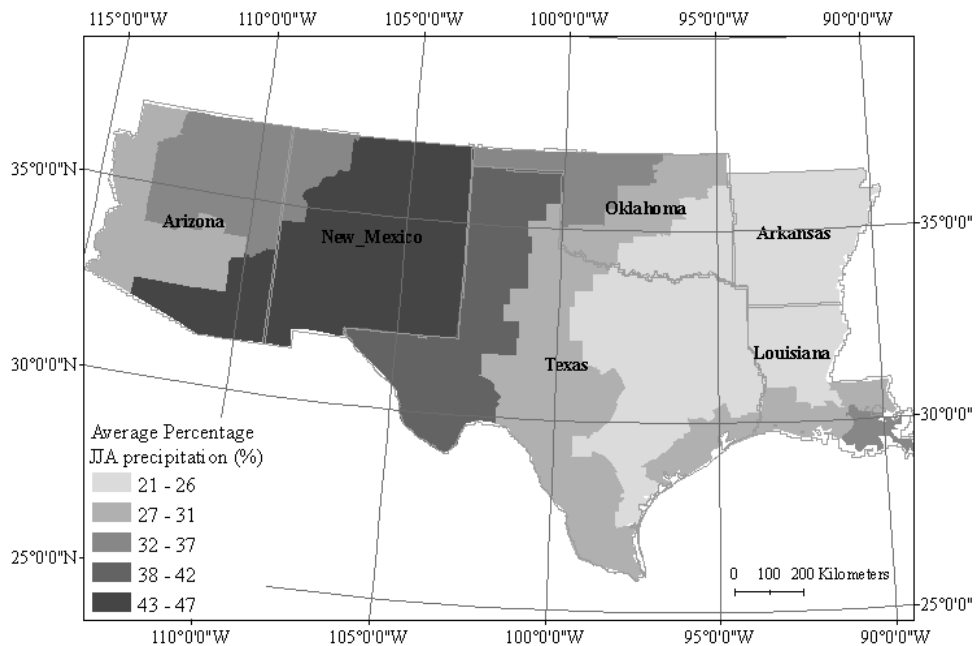 115°0'0"W 110°0'0"W 105°0'0"W 100°0'0"W 95°0'0"W 90°0'0"W
35°0'0"N
35°0'0"N
30°0'0"N
30°0'0"N
25°0'0"N
25°0'0"N
Arizona
New_Mexico
Oklahoma
Arkansas
Texas
Louisiana
Average Percentage
JJA precipitation (%)
21 - 26
27 - 31
32 - 37
38 - 42
43 - 47
0 100 200 Kilometers
110°0'0"W 105°0'0"W 100°0'0"W 95°0'0"W 90°0'0"W